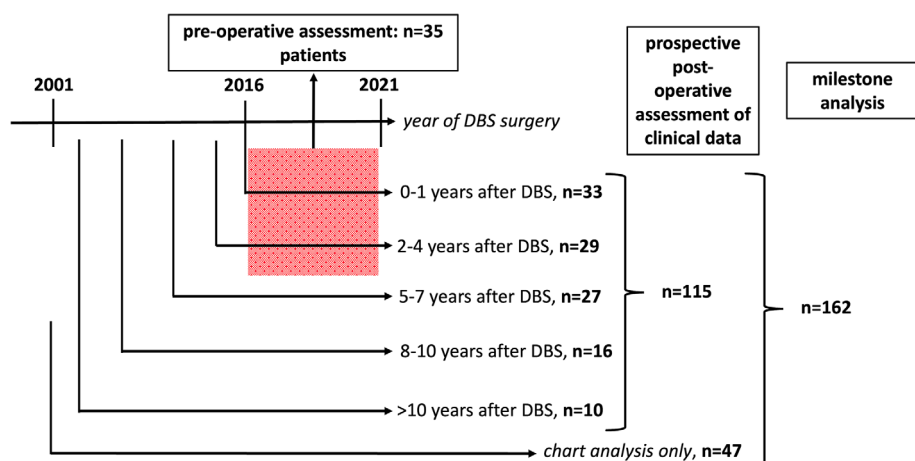 pre-operative assessment: n=35
patients
prospective
post-
operative
assessment of
clinical data
milestone
analysis
2001
2016
2021
year of DBS surgery
0-1 years after DBS, n=33
2-4 years after DBS, n=29
5-7 years after DBS, n=27
n=115
n=162
8-10 years after DBS, n=16
>10 years after DBS, n=10
chart analysis only, n=47